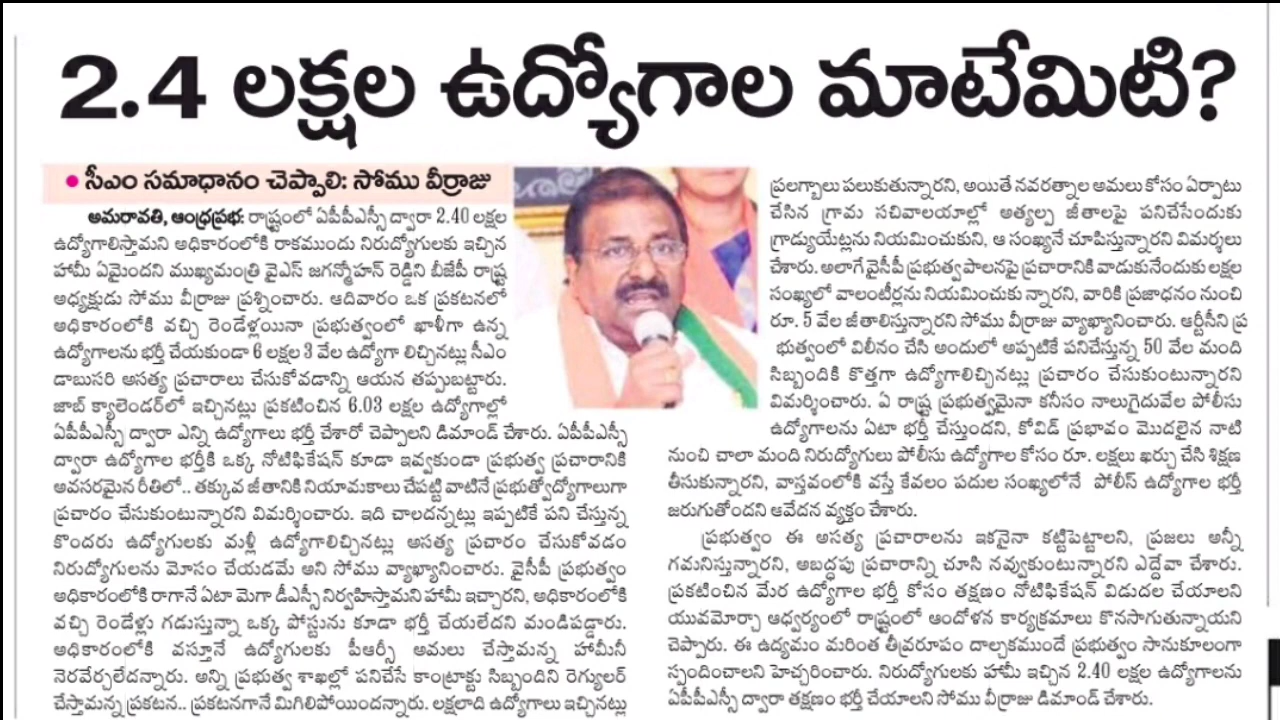 2.4 లక్షల ఉద్యోగాల మాటేమిటి?
• సీఎం సమాధానం చెప్పాలి: సోము వీర్రాజు
అమరావతి, ఆంధ్రప్రభ: రాష్ట్రంలో ఏపీపీఎస్సీ ద్వారా 2.40 లక్షల
ఉద్యోగాలిస్తామని అధికారంలోకి రాకముందు నిరుద్యోగులకు ఇచ్చిన
హామీ ఏమైందని ముఖ్యమంత్రి వైఎస్ జగన్మోహన్ రెడ్డిని బీజేపీ రాష్ట్ర
అధ్యక్షుడు సోము వీర్రాజు ప్రశ్నించారు. ఆదివారం ఒక ప్రకటనలో
అధికారంలోకి వచ్చి రెండేళ్లయినా ప్రభుత్వంలో ఖాళీగా ఉన్న
ఉద్యోగాలను భర్తీ చేయకుండా 6 లక్షల 3 వేల ఉద్యోగా లిచ్చినట్లు సీఎం
డాబుసరి అసత్య ప్రచారాలు చేసుకోవడాన్ని ఆయన తప్పుబట్టారు.
జాబ్ క్యాలెండర్‌లో ఇచ్చినట్లు ప్రకటించిన 6.03 లక్షల ఉద్యోగాల్లో
ఏపీపీఎస్సీ ద్వారా ఎన్ని ఉద్యోగాలు భర్తీ చేశారో చెప్పాలని డిమాండ్ చేశారు. ఏపీపీఎస్సీ
ద్వారా ఉద్యోగాల భర్తీకి ఒక్క నోటిఫికేషన్ కూడా ఇవ్వకుండా ప్రభుత్వ ప్రచారానికి
అవసరమైన రీతిలో.. తక్కువ జీతానికి నియామకాలు చేపట్టి వాటినే ప్రభుత్వోద్యోగాలుగా
ప్రచారం చేసుకుంటున్నారని విమర్శించారు. ఇది చాలదన్నట్లు ఇప్పటికే పని చేస్తున్న
కొందరు ఉద్యోగులకు మళ్లీ ఉద్యోగాలిచ్చినట్లు అసత్య ప్రచారం చేసుకోవడం
నిరుద్యోగులను మోసం చేయడమే అని సోము వ్యాఖ్యానించారు. వైసీపీ ప్రభుత్వం
అధికారంలోకి రాగానే ఏటా మెగా డీఎస్సీ నిర్వహిస్తామని హామీ ఇచ్చారని, అధికారంలోకి
వచ్చి రెండేళ్లు గడుస్తున్నా ఒక్క పోస్టును కూడా భర్తీ చేయలేదని మండిపడ్డారు.
అధికారంలోకి వస్తూనే ఉద్యోగులకు పీఆర్సీ అమలు చేస్తామన్న హామీనీ
నెరవేర్చలేదన్నారు. అన్ని ప్రభుత్వ శాఖల్లో పనిచేసే కాంట్రాక్టు సిబ్బందిని రెగ్యులర్
చేస్తామన్న ప్రకటన.. ప్రకటనగానే మిగిలిపోయిందన్నారు. లక్షలాది ఉద్యోగాలు ఇచ్చినట్లు
ప్రలగ్బాలు పలుకుతున్నారని, అయితే నవరత్నాల అమలు కోసం ఏర్పాటు
చేసిన గ్రామ సచివాలయాల్లో అత్యల్ప జీతాలపై పనిచేసేందుకు
గ్రాడ్యుయేట్లను నియమించుకుని, ఆ సంఖ్యనే చూపిస్తున్నారని విమర్శలు
చేశారు. అలాగే వైసీపీ ప్రభుత్వ పాలనపై ప్రచారానికి వాడుకునేందుకు లక్షల
సంఖ్యలో వాలంటీర్లను నియమించుకు న్నారని, వారికి ప్రజాధనం నుంచి
రూ. 5 వేల జీతాలిస్తున్నారని సోము వీర్రాజు వ్యాఖ్యానించారు. ఆర్టీసీని ప్ర
భుత్వంలో విలీనం చేసి అందులో అప్పటికే పనిచేస్తున్న 50 వేల మంది
సిబ్బందికి కొత్తగా ఉద్యోగాలిచ్చినట్లు ప్రచారం చేసుకుంటున్నారని
విమర్శించారు. ఏ రాష్ట్ర ప్రభుత్వమైనా కనీసం నాలుగైదువేల పోలీసు
ఉద్యోగాలను ఏటా భర్తీ చేస్తుందని, కోవిడ్ ప్రభావం మొదలైన నాటి
నుంచి చాలా మంది నిరుద్యోగులు పోలీసు ఉద్యోగాల కోసం రూ. లక్షలు ఖర్చు చేసి శిక్షణ
తీసుకున్నారని, వాస్తవంలోకి వస్తే కేవలం పదుల సంఖ్యలోనే పోలీస్ ఉద్యోగాల భర్తీ
జరుగుతోందని ఆవేదన వ్యక్తం చేశారు.
ప్రభుత్వం ఈ అసత్య ప్రచారాలను ఇకనైనా కట్టిపెట్టాలని, ప్రజలు అన్నీ
గమనిస్తున్నారని, అబద్ధపు ప్రచారాన్ని చూసి నవ్వుకుంటున్నారని ఎద్దేవా చేశారు.
ప్రకటించిన మేర ఉద్యోగాల భర్తీ కోసం తక్షణం నోటిఫికేషన్ విడుదల చేయాలని
యువమోర్చా ఆధ్వర్యంలో రాష్ట్రంలో ఆందోళన కార్యక్రమాలు కొనసాగుతున్నాయని
చెప్పారు. ఈ ఉద్యమం మరింత తీవ్రరూపం దాల్చకముందే ప్రభుత్వం సానుకూలంగా
స్పందించాలని హెచ్చరించారు. నిరుద్యోగులకు హామీ ఇచ్చిన 2.40 లక్షల ఉద్యోగాలను
ఏపీపీఎస్సీ ద్వారా తక్షణం భర్తీ చేయాలని సోము వీర్రాజు డిమాండ్ చేశారు.